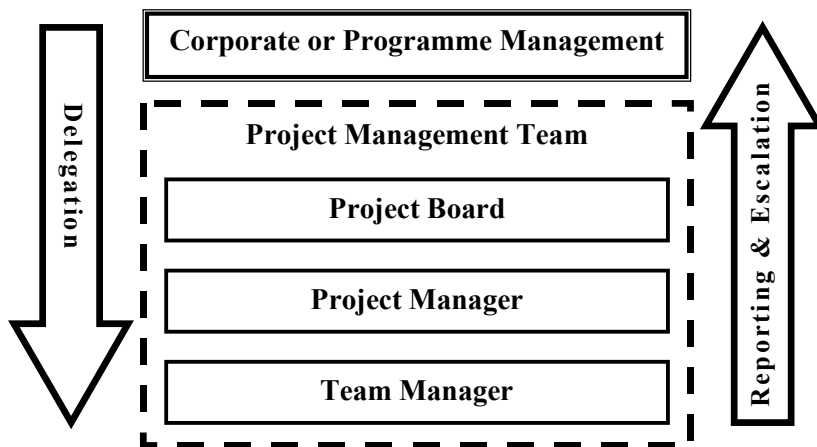 Corporate or Programme Management
Delegation
Project Management Team
Project Board
Project Manager
Team Manager
Reporting & Escalation